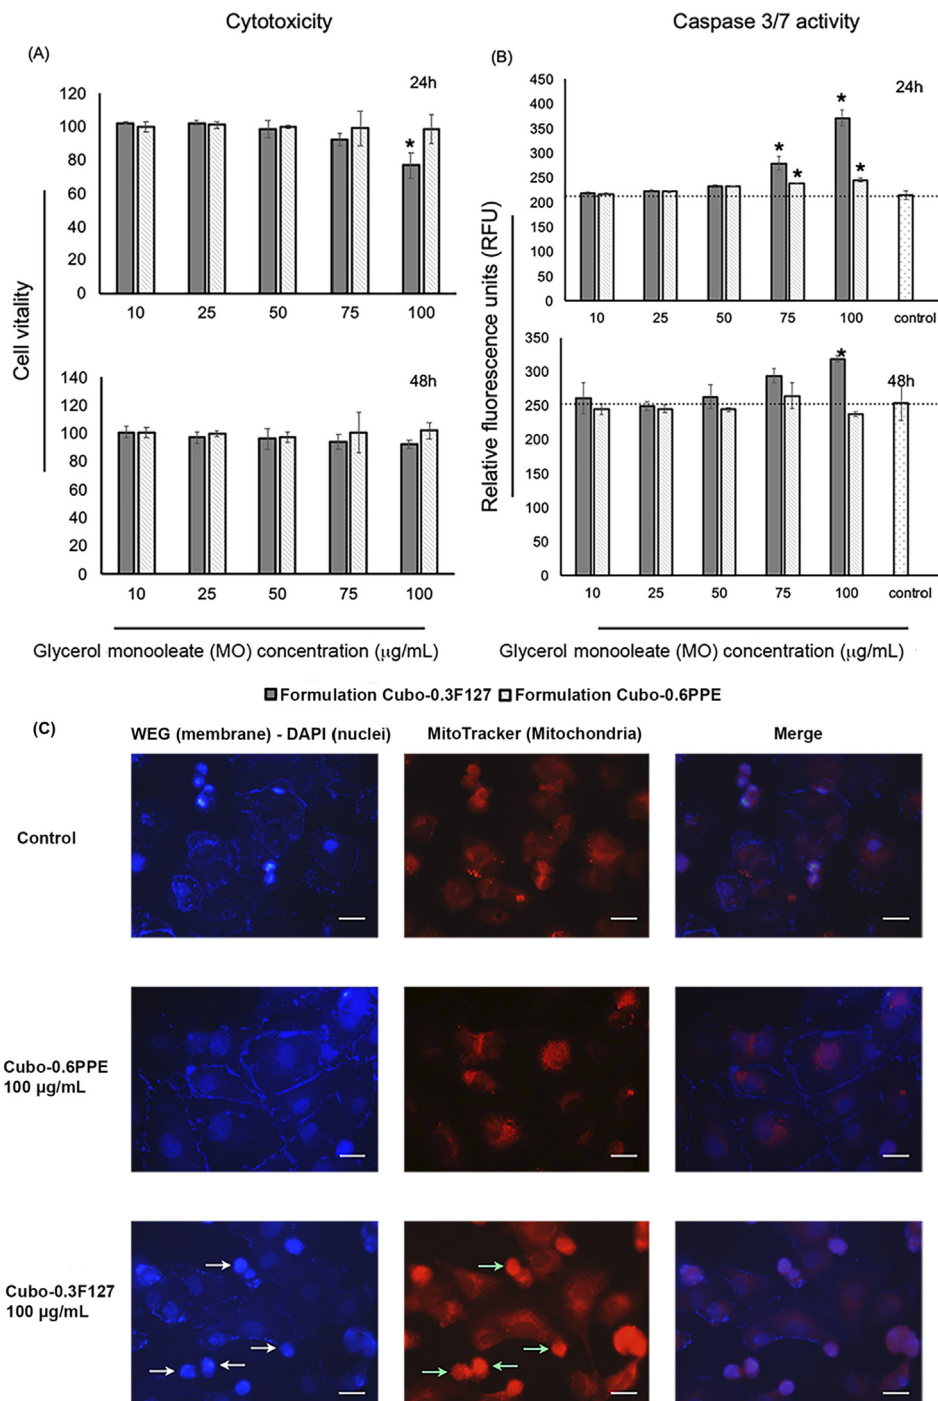 Cytotoxicity
Caspase 3/7 activity
(A)
(B)
24h
120
100
80
60
40
20
0
*
10 25 50 75 100
48h
140
120
100
80
60
40
20
0
10 25 50 75 100
Cell vitality
Glycerol monooleate (MO) concentration (μg/mL)
24h
450
400
350
300
250
200
150
100
50
0
* * * *
10 25 50 75 100 control
48h
350
300
250
200
150
100
50
0
*
10 25 50 75 100 control
Relative fluorescence units (RFU)
Glycerol monooleate (MO) concentration (μg/mL)
Formulation Cubo-0.3F127 Formulation Cubo-0.6PPE
(C)
WEG (membrane) - DAPI (nuclei) MitoTracker (Mitochondria) Merge
Control
Cubo-0.6PPE
100 μg/mL
Cubo-0.3F127
100 μg/mL